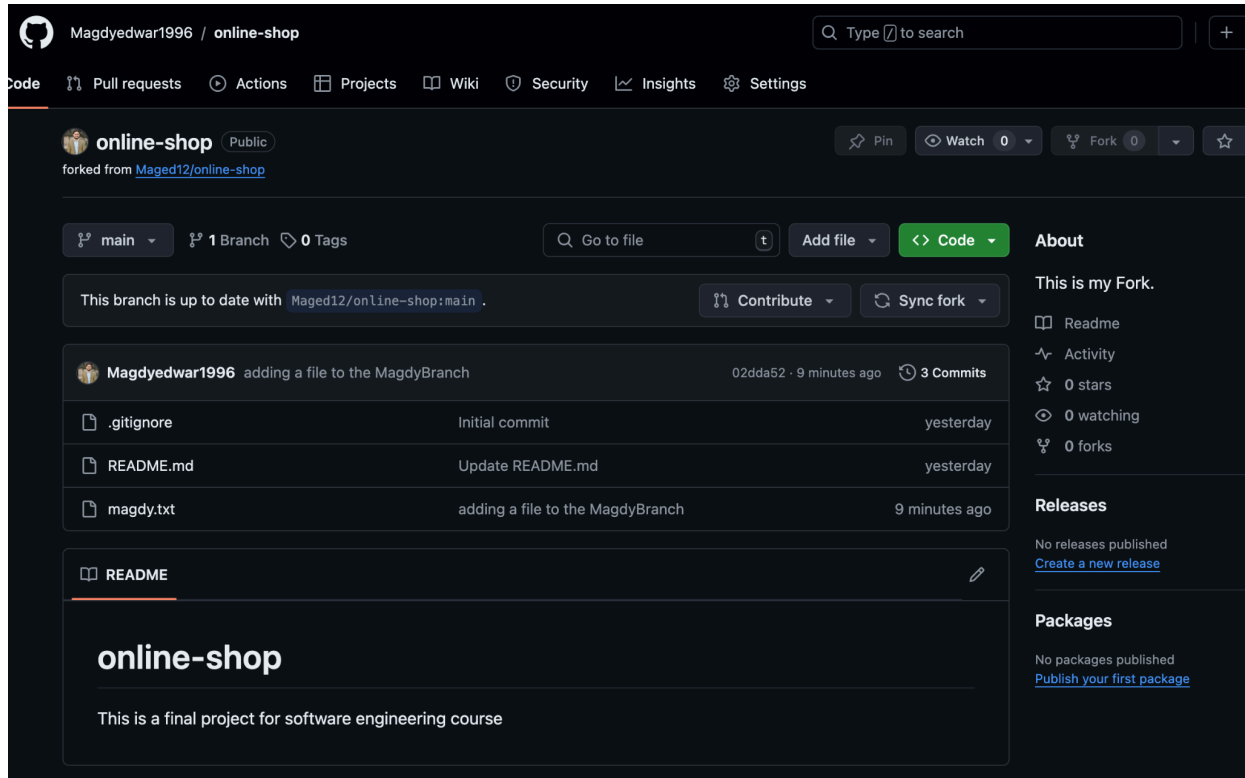 Magdyedwar1996 / online-shop
Type / to search
Code Pull requests Actions Projects Wiki Security Insights Settings
online-shop Public
Pin Watch 0 Fork 0
forked from Maged12/online-shop
main 1 Branch 0 Tags
Go to file t Add file <> Code
This branch is up to date with Maged12/online-shop:main .
Contribute Sync fork
Magdyedwar1996 adding a file to the MagdyBranch 02dda52 · 9 minutes ago 3 Commits
.gitignore Initial commit yesterday
README.md Update README.md yesterday
magdy.txt adding a file to the MagdyBranch 9 minutes ago
README
online-shop
This is a final project for software engineering course
About
This is my Fork.
Readme
Activity
0 stars
0 watching
0 forks
Releases
No releases published
Create a new release
Packages
No packages published
Publish your first package